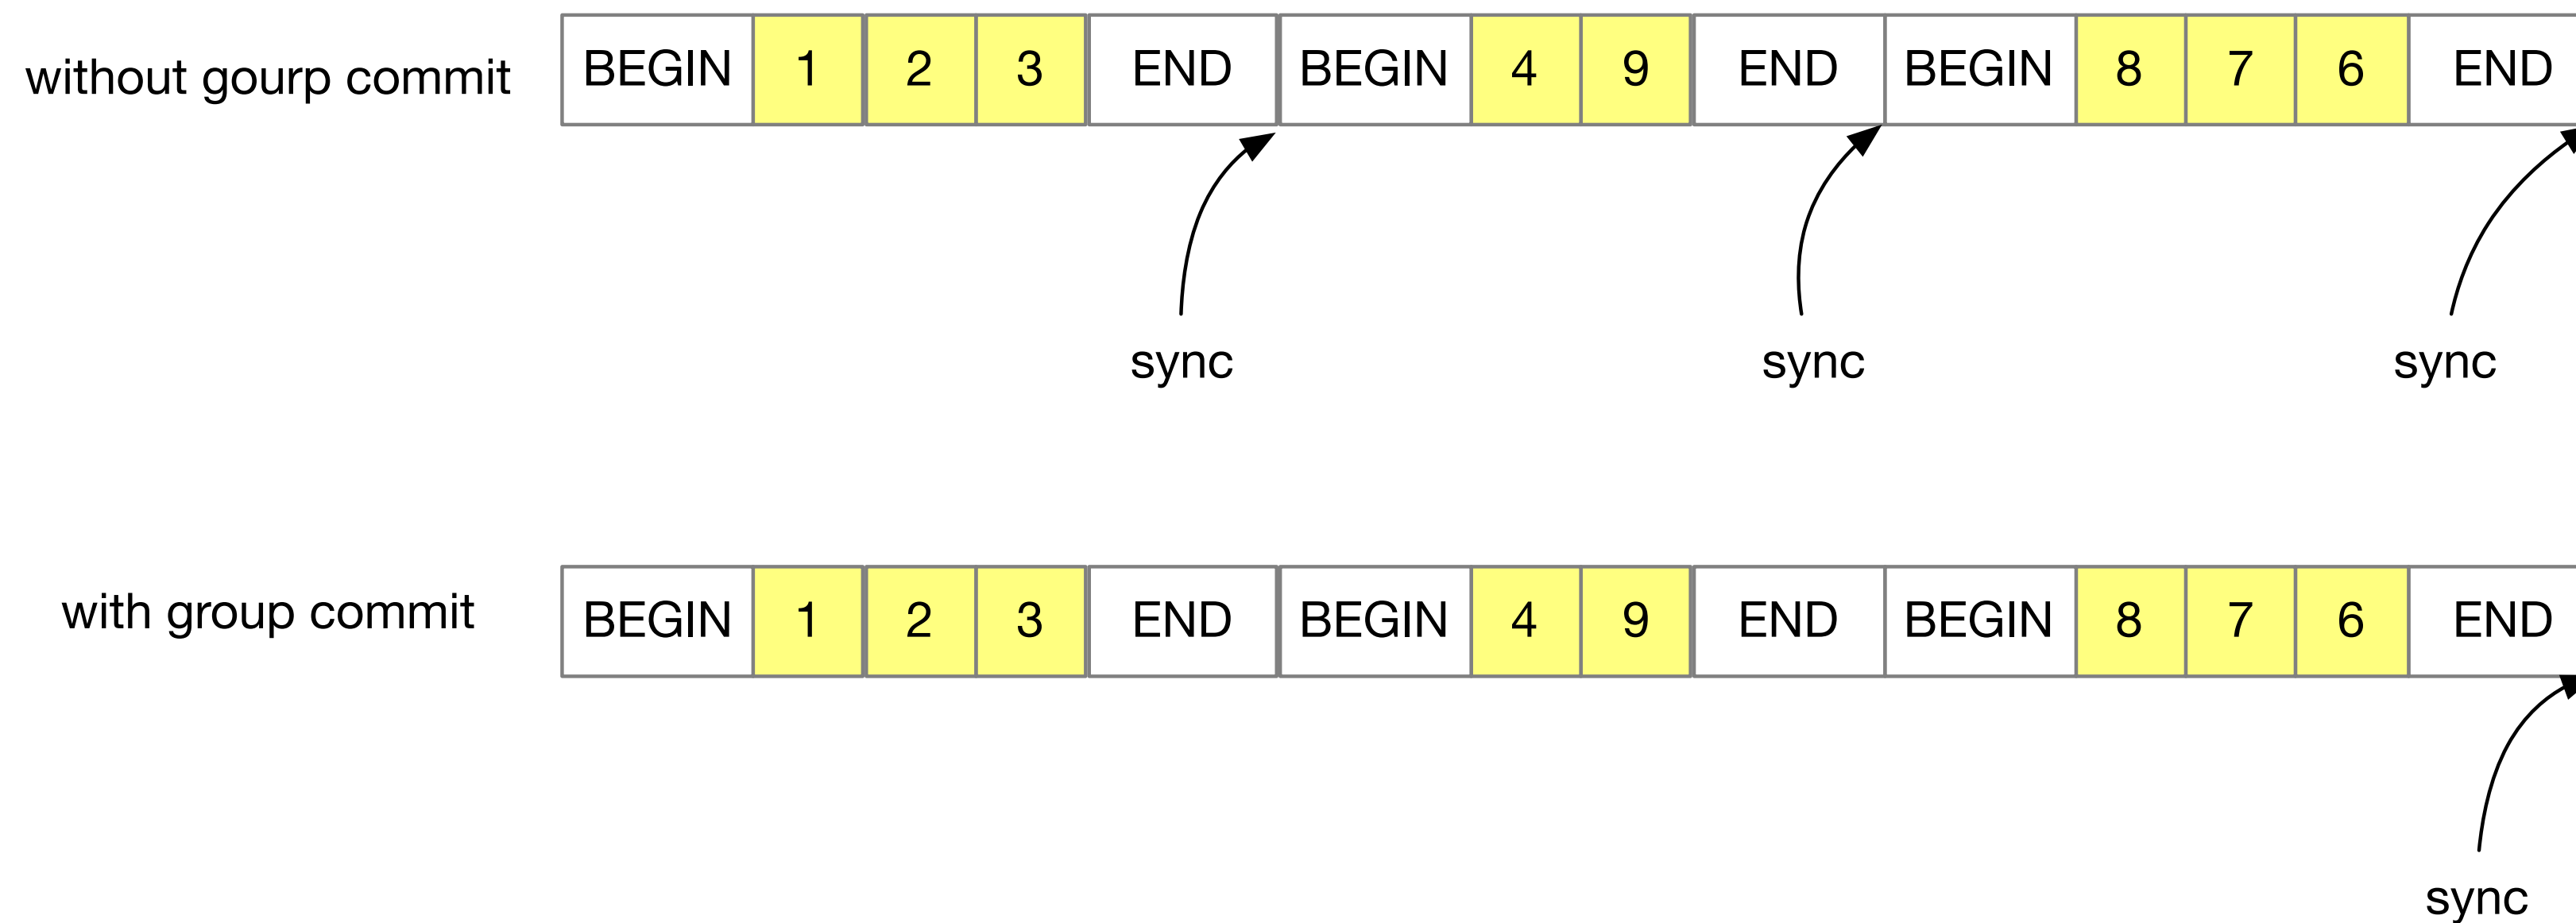 without gourp commit BEGIN 1 2 3 END BEGIN 4 9 END BEGIN 8 7 6 END
sync sync sync
with group commit BEGIN 1 2 3 END BEGIN 4 9 END BEGIN 8 7 6 END
sync